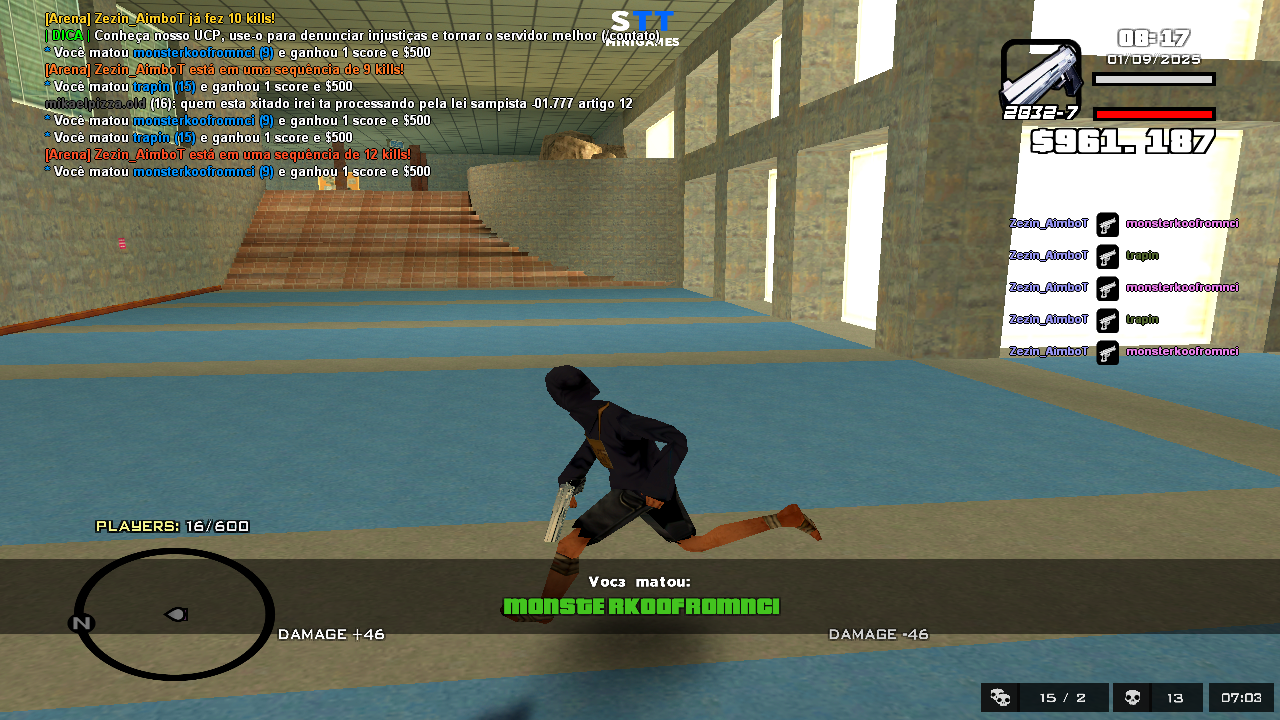 [Arena] Zezin_AimboT já fez 10 kills!
| DICA | Conheça nosso UCP, use-o para denunciar injustiças e tornar o servidor melhor (/contato)
* Você matou monsterkoofromnci (9) e ganhou 1 score e $500
[Arena] Zezin_AimboT está em uma sequência de 9 kills!
* Você matou trapin (15) e ganhou 1 score e $500
mikaelpizza.old (16): quem esta xitado irei ta processando pela lei sampista -01.777 artigo 12
* Você matou monsterkoofromnci (9) e ganhou 1 score e $500
* Você matou trapin (15) e ganhou 1 score e $500
[Arena] Zezin_AimboT está em uma sequência de 12 kills!
* Você matou monsterkoofromnci (9) e ganhou 1 score e $500
STT
MINIGAMES
08:17
01/09/2025
2032-7
$961.187
Zezin_AimboT monsterkoofromnci
Zezin_AimboT trapin
Zezin_AimboT monsterkoofromnci
Zezin_AimboT trapin
Zezin_AimboT monsterkoofromnci
PLAYERS: 16/600
N
Voc3 matou:
MONSTERKOOFROMNCI
DAMAGE +46
DAMAGE -46
15 / 2
13
07:03